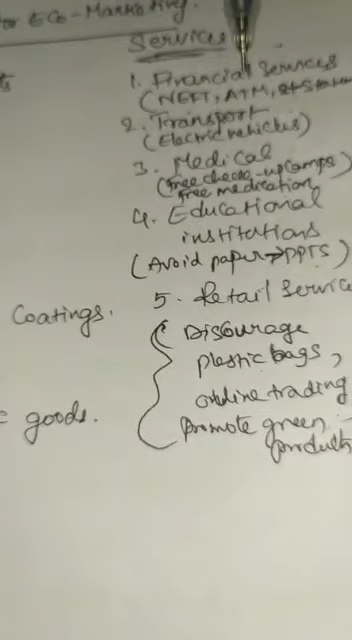 for Eco-Marketing.
Services
1. Financial Services
(NEFT, ATM,
2. Transport
(Electric vehicles)
3. Medical
(Free check-up camps)
Free medication
4. Educational
institutions
(Avoid paper → PPTS)
5. Retail Service
Coatings.
Discourage
plastic bags,
online trading
goods.
Promote green
products